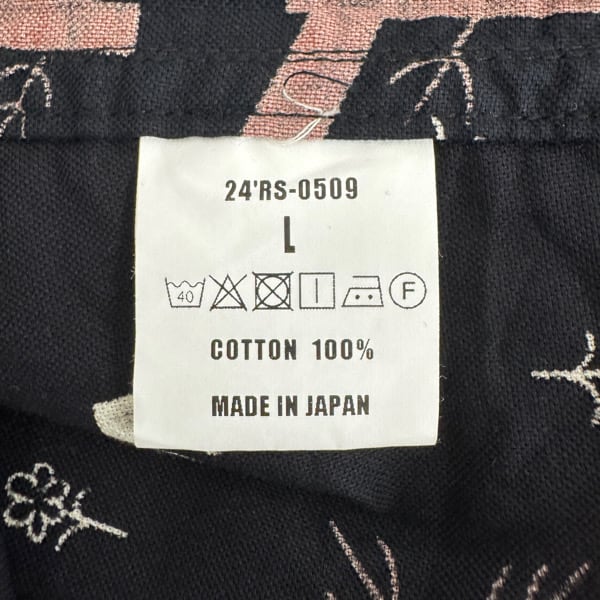 24'RS-0509
L
40 F
COTTON 100%
MADE IN JAPAN